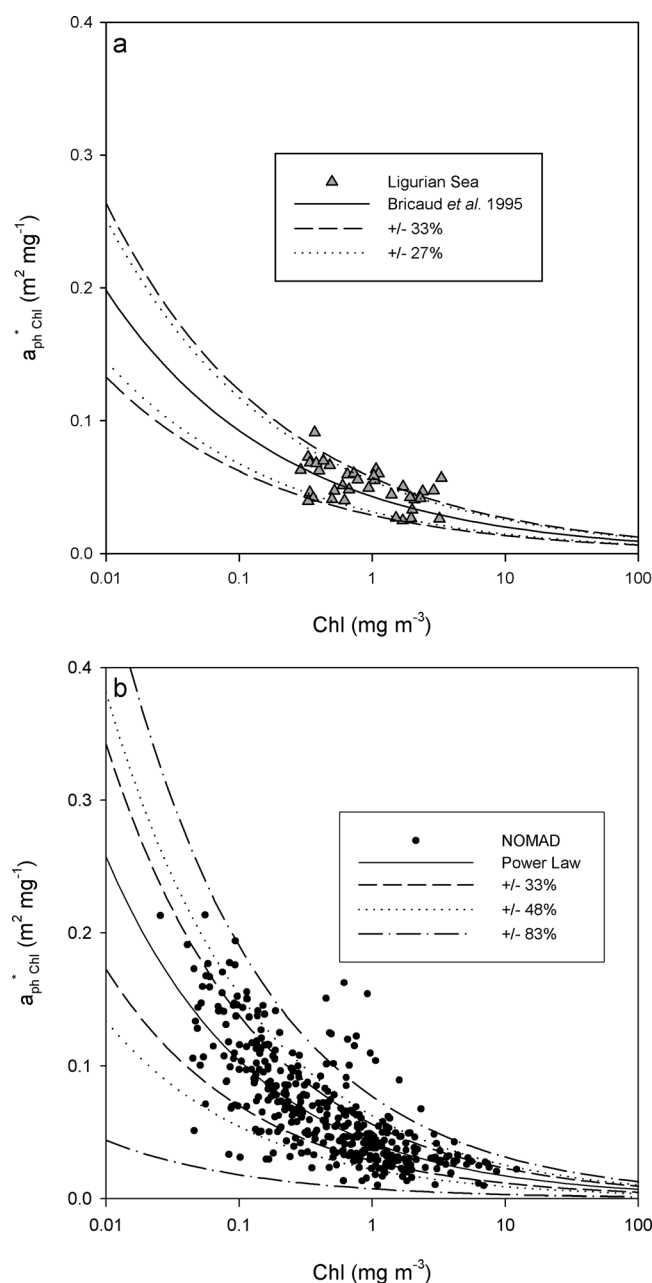 a
0.4
0.3
0.2
0.1
0.0
a*ph Chl (m² mg⁻¹)
Ligurian Sea
Bricaud et al. 1995
+/- 33%
+/- 27%
0.01 0.1 1 10 100
Chl (mg m⁻³)
b
0.4
0.3
0.2
0.1
0.0
a*ph Chl (m² mg⁻¹)
NOMAD
Power Law
+/- 33%
+/- 48%
+/- 83%
0.01 0.1 1 10 100
Chl (mg m⁻³)